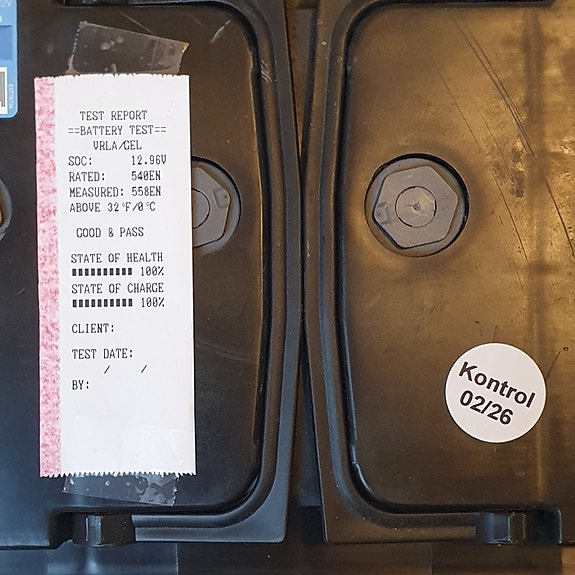 TEST REPORT
==BATTERY TEST==
VRLA/GEL
SOC: 12.96V
RATED: 540EN
MEASURED: 558EN
ABOVE 32°F/0°C
GOOD & PASS
STATE OF HEALTH
100%
STATE OF CHARGE
100%
CLIENT:
TEST DATE:
/ /
BY:
Kontrol
02/26